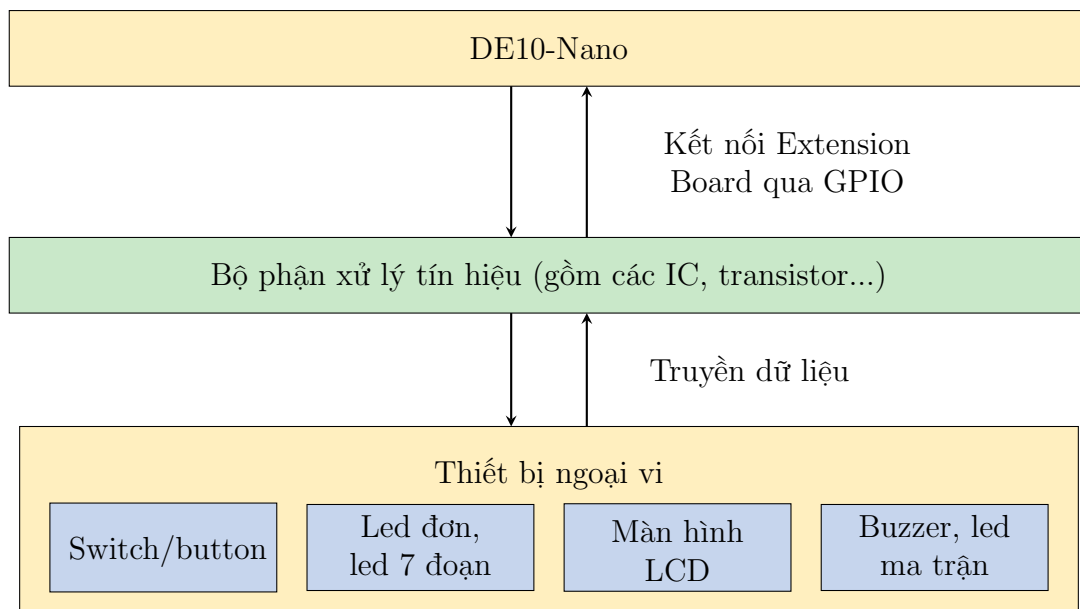 DE10-Nano
Kết nối Extension
Board qua GPIO
Bộ phận xử lý tín hiệu (gồm các IC, transistor...)
Truyền dữ liệu
Thiết bị ngoại vi
Switch/button
Led đơn,
led 7 đoạn
Màn hình
LCD
Buzzer, led
ma trận